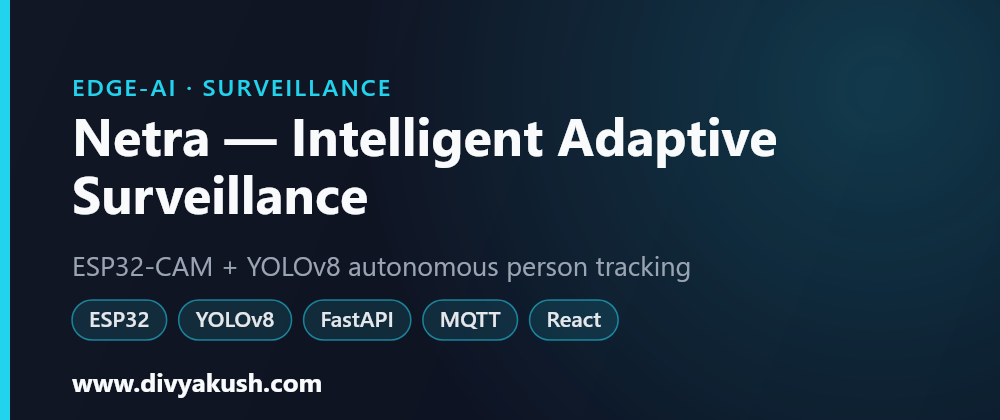 EDGE-AI · SURVEILLANCE
Netra — Intelligent Adaptive
Surveillance
ESP32-CAM + YOLOv8 autonomous person tracking
ESP32 YOLOv8 FastAPI MQTT React
www.divyakush.com